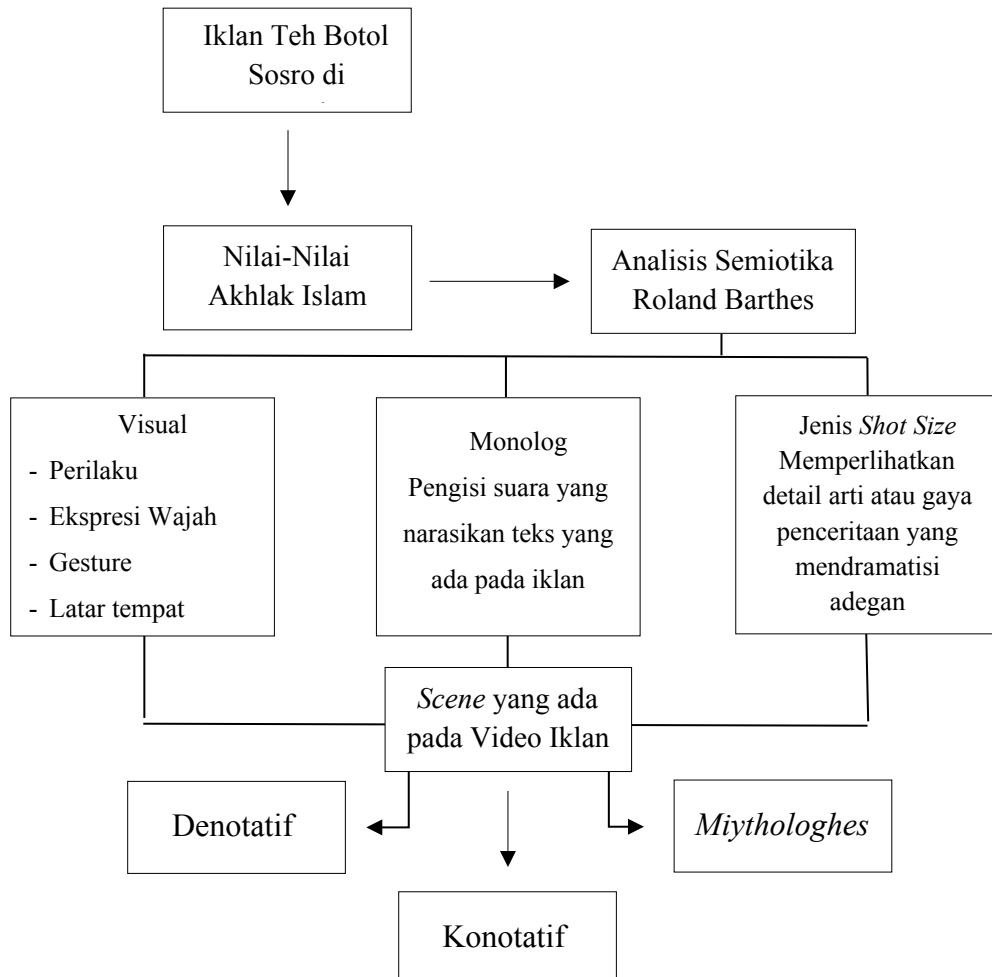 Iklan Teh Botol
Sosro di
Nilai-Nilai
Akhlak Islam
Analisis Semiotika
Roland Barthes
Visual
- Perilaku
- Ekspresi Wajah
- Gesture
- Latar tempat
Monolog
Pengisi suara yang
narasikan teks yang
ada pada iklan
Jenis Shot Size
Memperlihatkan
detail arti atau gaya
penceritaan yang
mendramatisi
adegan
Scene yang ada
pada Video Iklan
Denotatif
Miythologhes
Konotatif